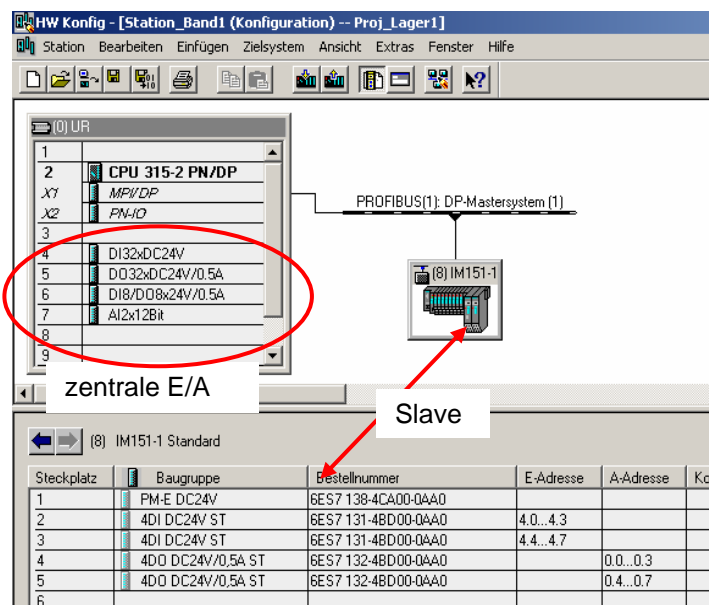 HW Konfig - [Station_Band1 (Konfiguration) -- Proj_Lager1]
Station Bearbeiten Einfügen Zielsystem Ansicht Extras Fenster Hilfe
(0) UR
1
2 CPU 315-2 PN/DP
X1 MPI/DP
X2 PN-IO
3
4 DI32xDC24V
5 DO32xDC24V/0.5A
6 DI8/DO8x24V/0.5A
7 AI2x12Bit
8
9
PROFIBUS(1): DP-Mastersystem (1)
(8) IM151-1
zentrale E/A
Slave
(8) IM151-1 Standard
Steckplatz Baugruppe Bestellnummer E-Adresse A-Adresse Ko
1 PM-E DC24V 6ES7 138-4CA00-0AA0
2 4DI DC24V ST 6ES7 131-4BD00-0AA0 4.0...4.3
3 4DI DC24V ST 6ES7 131-4BD00-0AA0 4.4...4.7
4 4DO DC24V/0,5A ST 6ES7 132-4BD00-0AA0 0.0...0.3
5 4DO DC24V/0,5A ST 6ES7 132-4BD00-0AA0 0.4...0.7
6